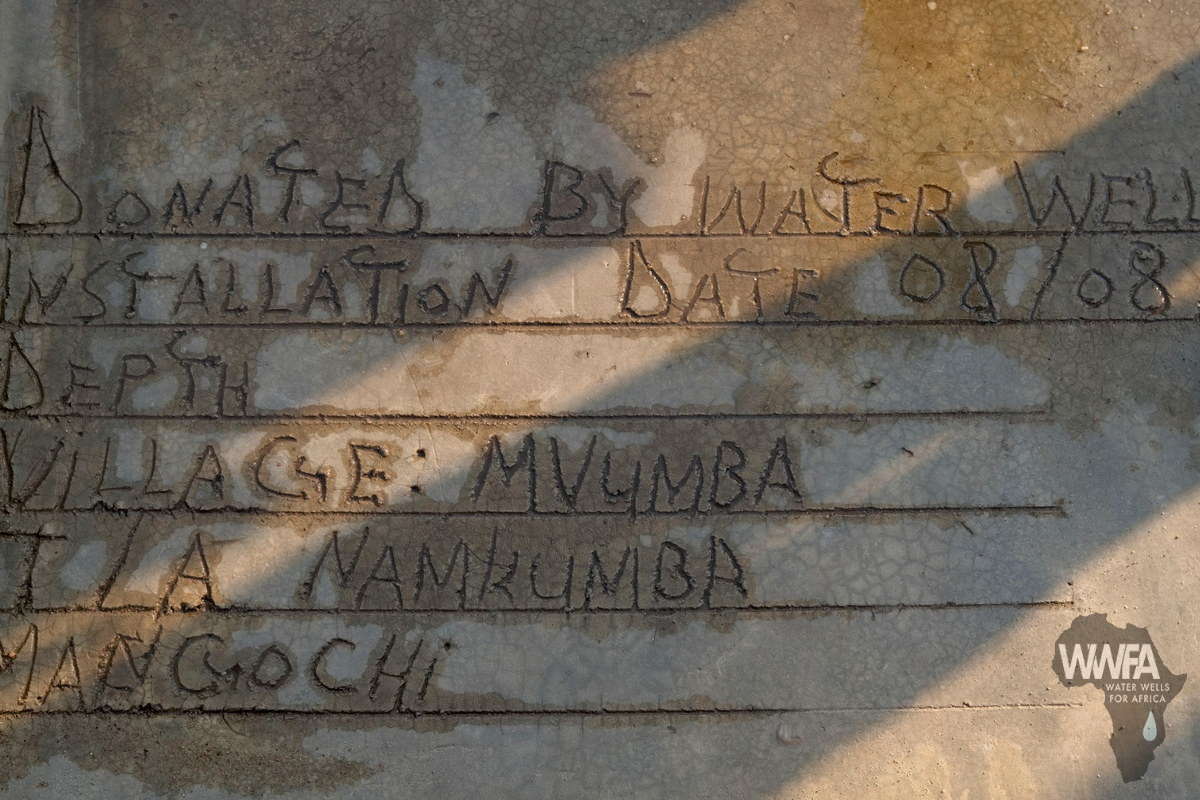 DONATED BY WATER WELL
INSTALLATION DATE 08/08
DEPTH
VILLAGE: MVUMBA
T/A NAMKUMBA
MANGOCHI
WWFA
WATER WELLS
FOR AFRICA